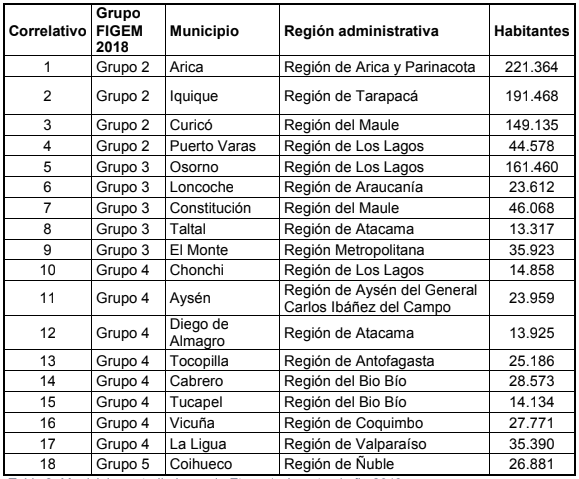 Correlativo Grupo FIGEM 2018 Municipio Región administrativa Habitantes
1 Grupo 2 Arica Región de Arica y Parinacota 221.364
2 Grupo 2 Iquique Región de Tarapacá 191.468
3 Grupo 2 Curicó Región del Maule 149.135
4 Grupo 2 Puerto Varas Región de Los Lagos 44.578
5 Grupo 3 Osorno Región de Los Lagos 161.460
6 Grupo 3 Loncoche Región de Araucanía 23.612
7 Grupo 3 Constitución Región del Maule 46.068
8 Grupo 3 Taltal Región de Atacama 13.317
9 Grupo 3 El Monte Región Metropolitana 35.923
10 Grupo 4 Chonchi Región de Los Lagos 14.858
11 Grupo 4 Aysén Región de Aysén del General Carlos Ibáñez del Campo 23.959
12 Grupo 4 Diego de Almagro Región de Atacama 13.925
13 Grupo 4 Tocopilla Región de Antofagasta 25.186
14 Grupo 4 Cabrero Región del Bio Bío 28.573
15 Grupo 4 Tucapel Región del Bio Bío 14.134
16 Grupo 4 Vicuña Región de Coquimbo 27.771
17 Grupo 4 La Ligua Región de Valparaíso 35.390
18 Grupo 5 Coihueco Región de Ñuble 26.881